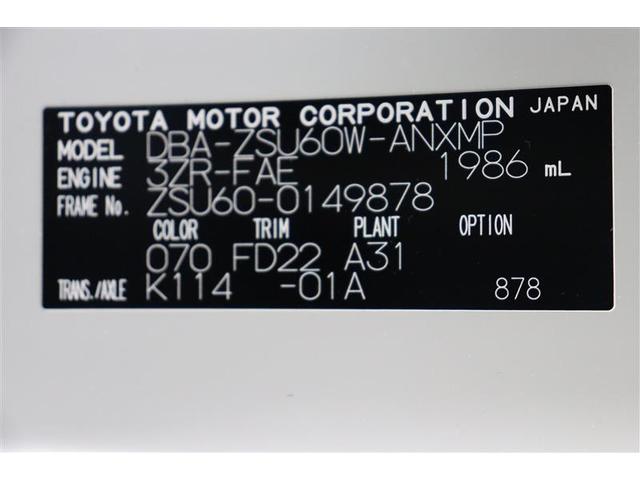 TOYOTA MOTOR CORPORATION JAPAN
MODEL DBA-ZSU60W-ANXMP
ENGINE 3ZR-FAE 1986 mL
FRAME No. ZSU60-0149878
COLOR TRIM PLANT OPTION
070 FD22 A31
TRANS./AXLE K114 -01A 878